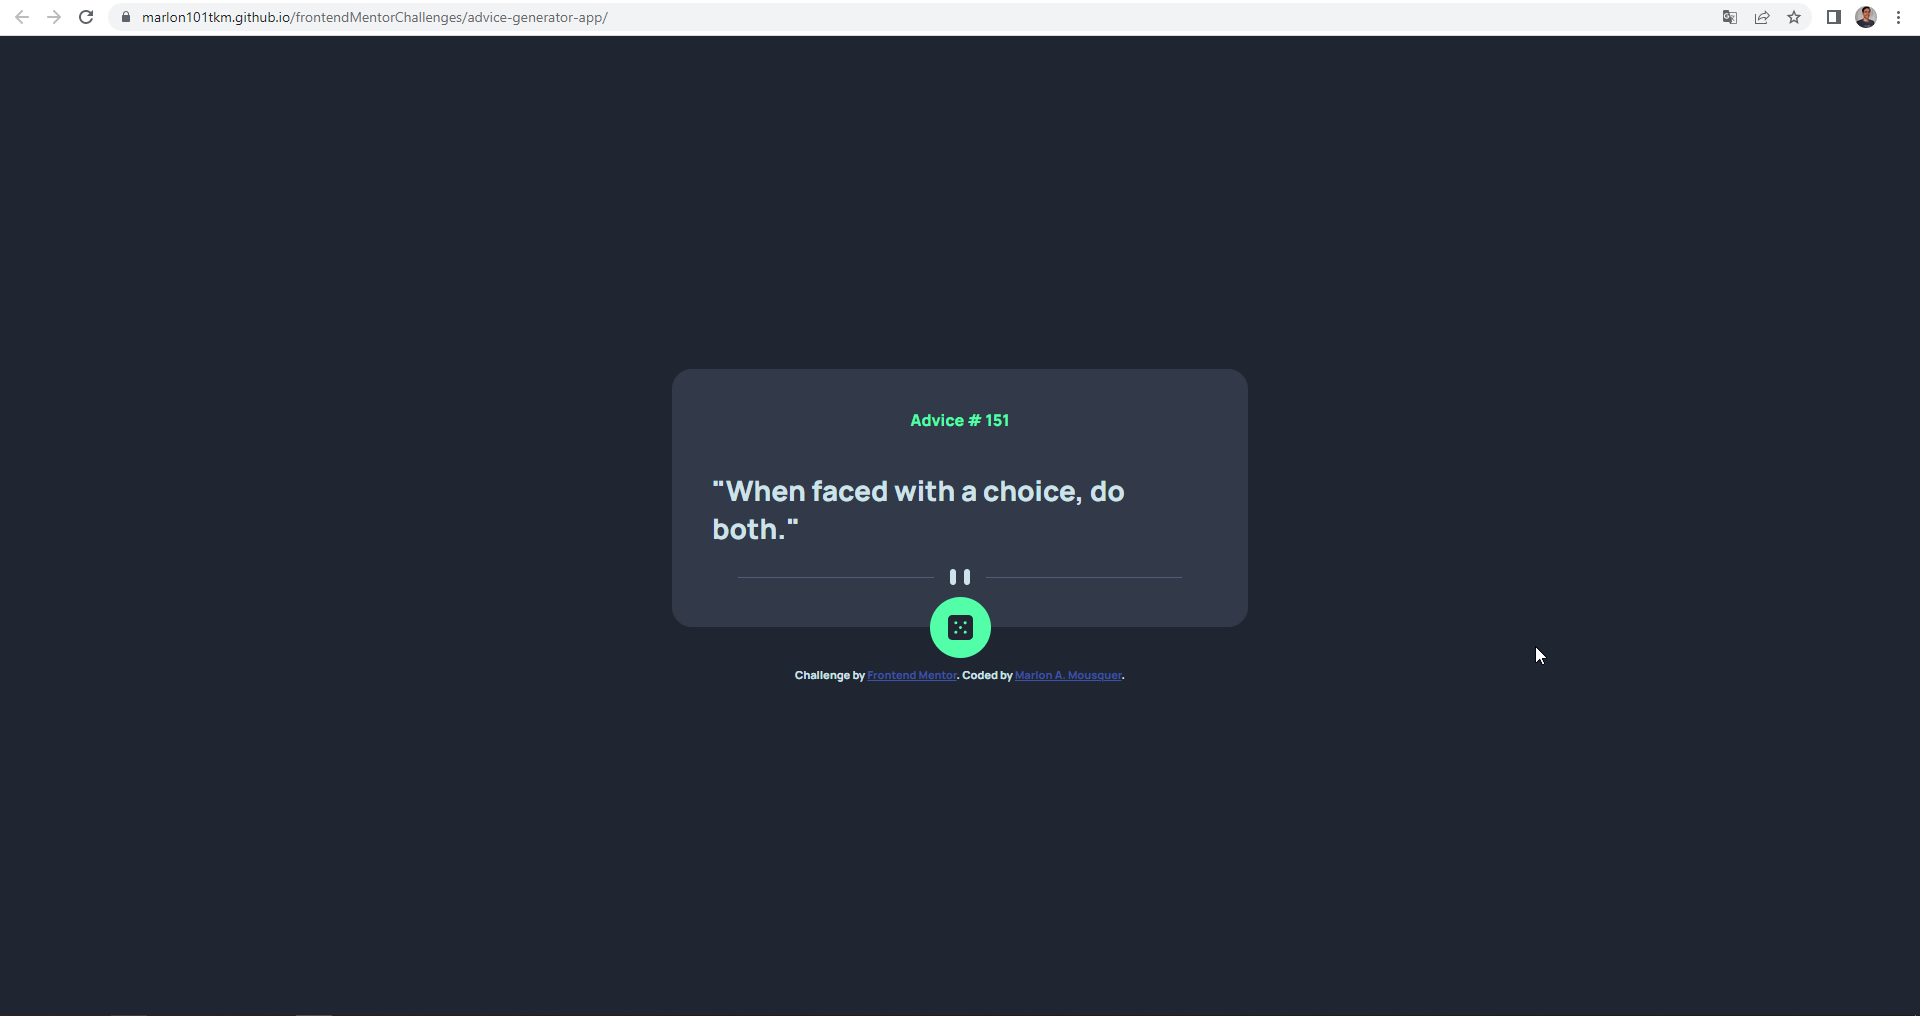 marlon101tkm.github.io/frontendMentorChallenges/advice-generator-app/
Advice # 151
"When faced with a choice, do
both."
Challenge by Frontend Mentor. Coded by Marlon A. Mousquer.